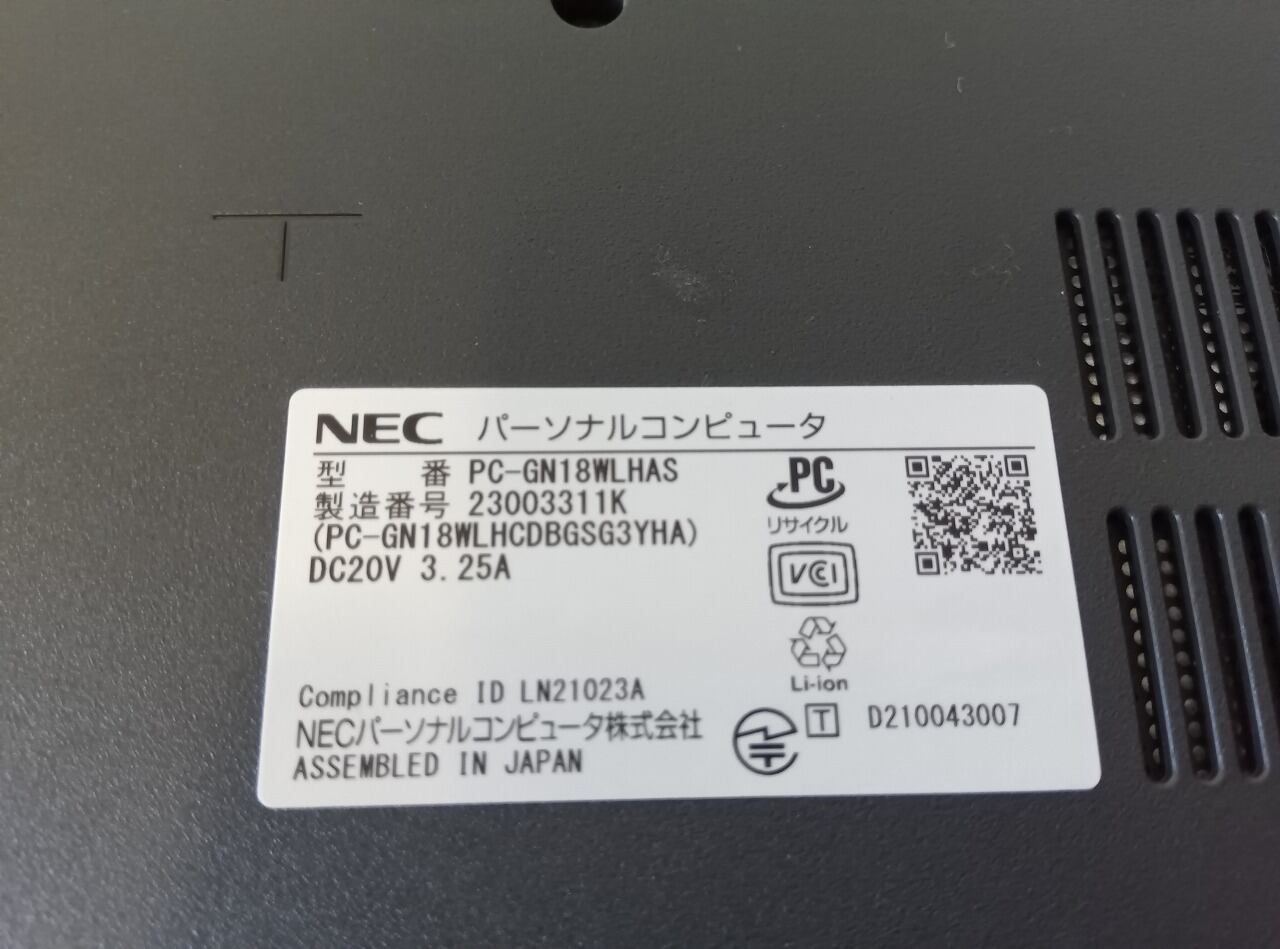 NEC パーソナルコンピュータ
型 番 PC-GN18WLHAS
製造番号 23003311K
(PC-GN18WLHCDBGSG3YHA)
DC20V 3.25A
PC
リサイクル
VCCI
Li-ion
Compliance ID LN21023A
NECパーソナルコンピュータ株式会社
ASSEMBLED IN JAPAN
T D210043007